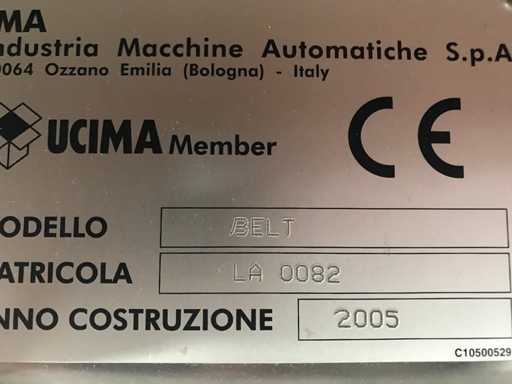 MA
ndustria Macchine Automatiche S.p.A
0064 Ozzano Emilia (Bologna) - Italy
UCIMA Member CE
ODELLO BELT
ATRICOLA LA 0082
NNO COSTRUZIONE 2005
C10500529